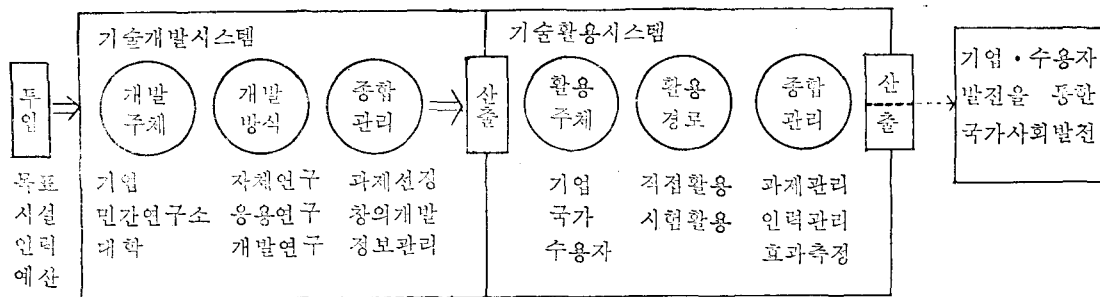 기술개발시스템
기술활용시스템
투입
개발
주체
개발
방식
종합
관리
산출
활용
주체
활용
경로
종합
관리
산출
기업・수용자
발전을 통한
국가사회발전
목표
시설
인력
예산
기업
민간연구소
대학
자체연구
응용연구
개발연구
과제선정
창의개발
정보관리
기업
국가
수용자
직접활용
시험활용
과제관리
인력관리
효과측정